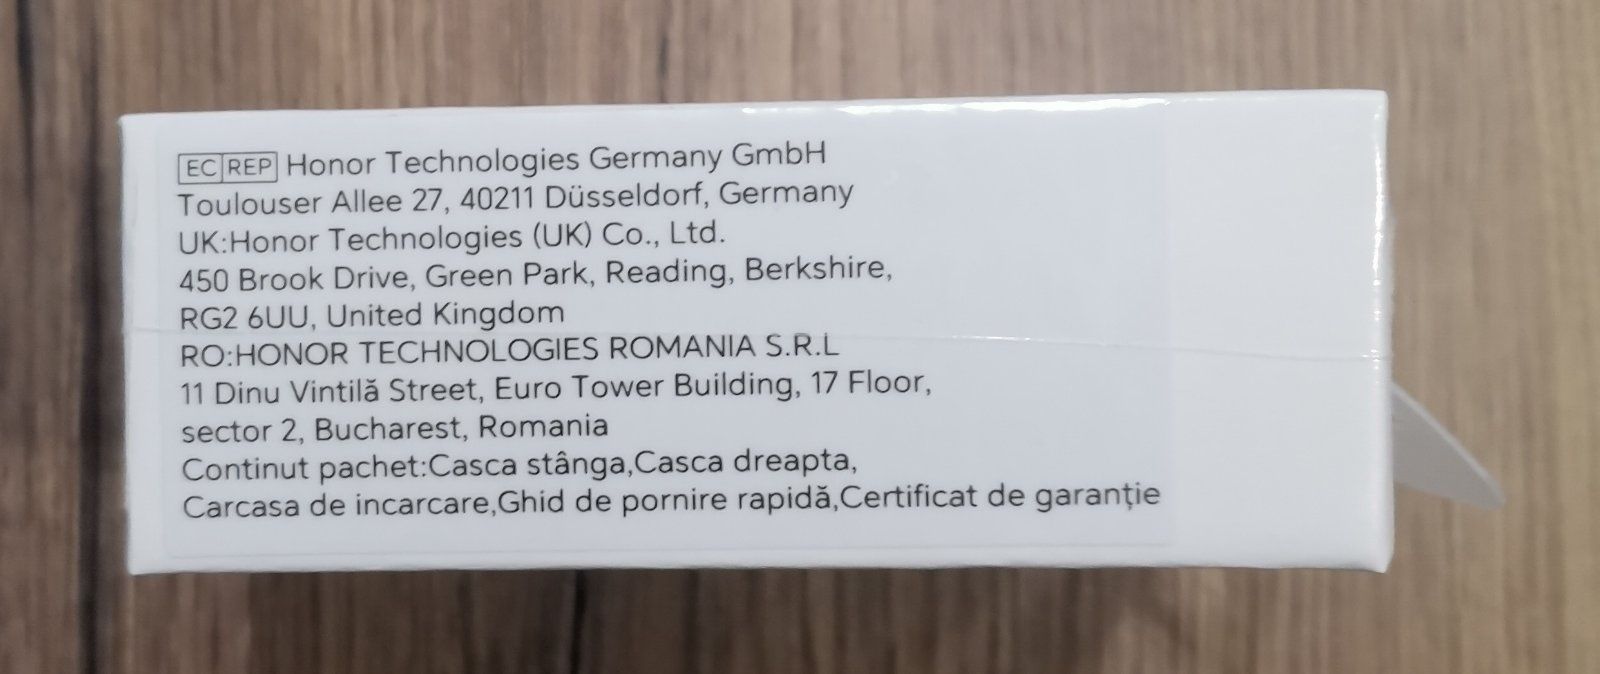 EC REP Honor Technologies Germany GmbH
Toulouser Allee 27, 40211 Düsseldorf, Germany
UK:Honor Technologies (UK) Co., Ltd.
450 Brook Drive, Green Park, Reading, Berkshire,
RG2 6UU, United Kingdom
RO:HONOR TECHNOLOGIES ROMANIA S.R.L
11 Dinu Vintilă Street, Euro Tower Building, 17 Floor,
sector 2, Bucharest, Romania
Continut pachet:Casca stânga,Casca dreapta,
Carcasa de incarcare,Ghid de pornire rapidă,Certificat de garanție